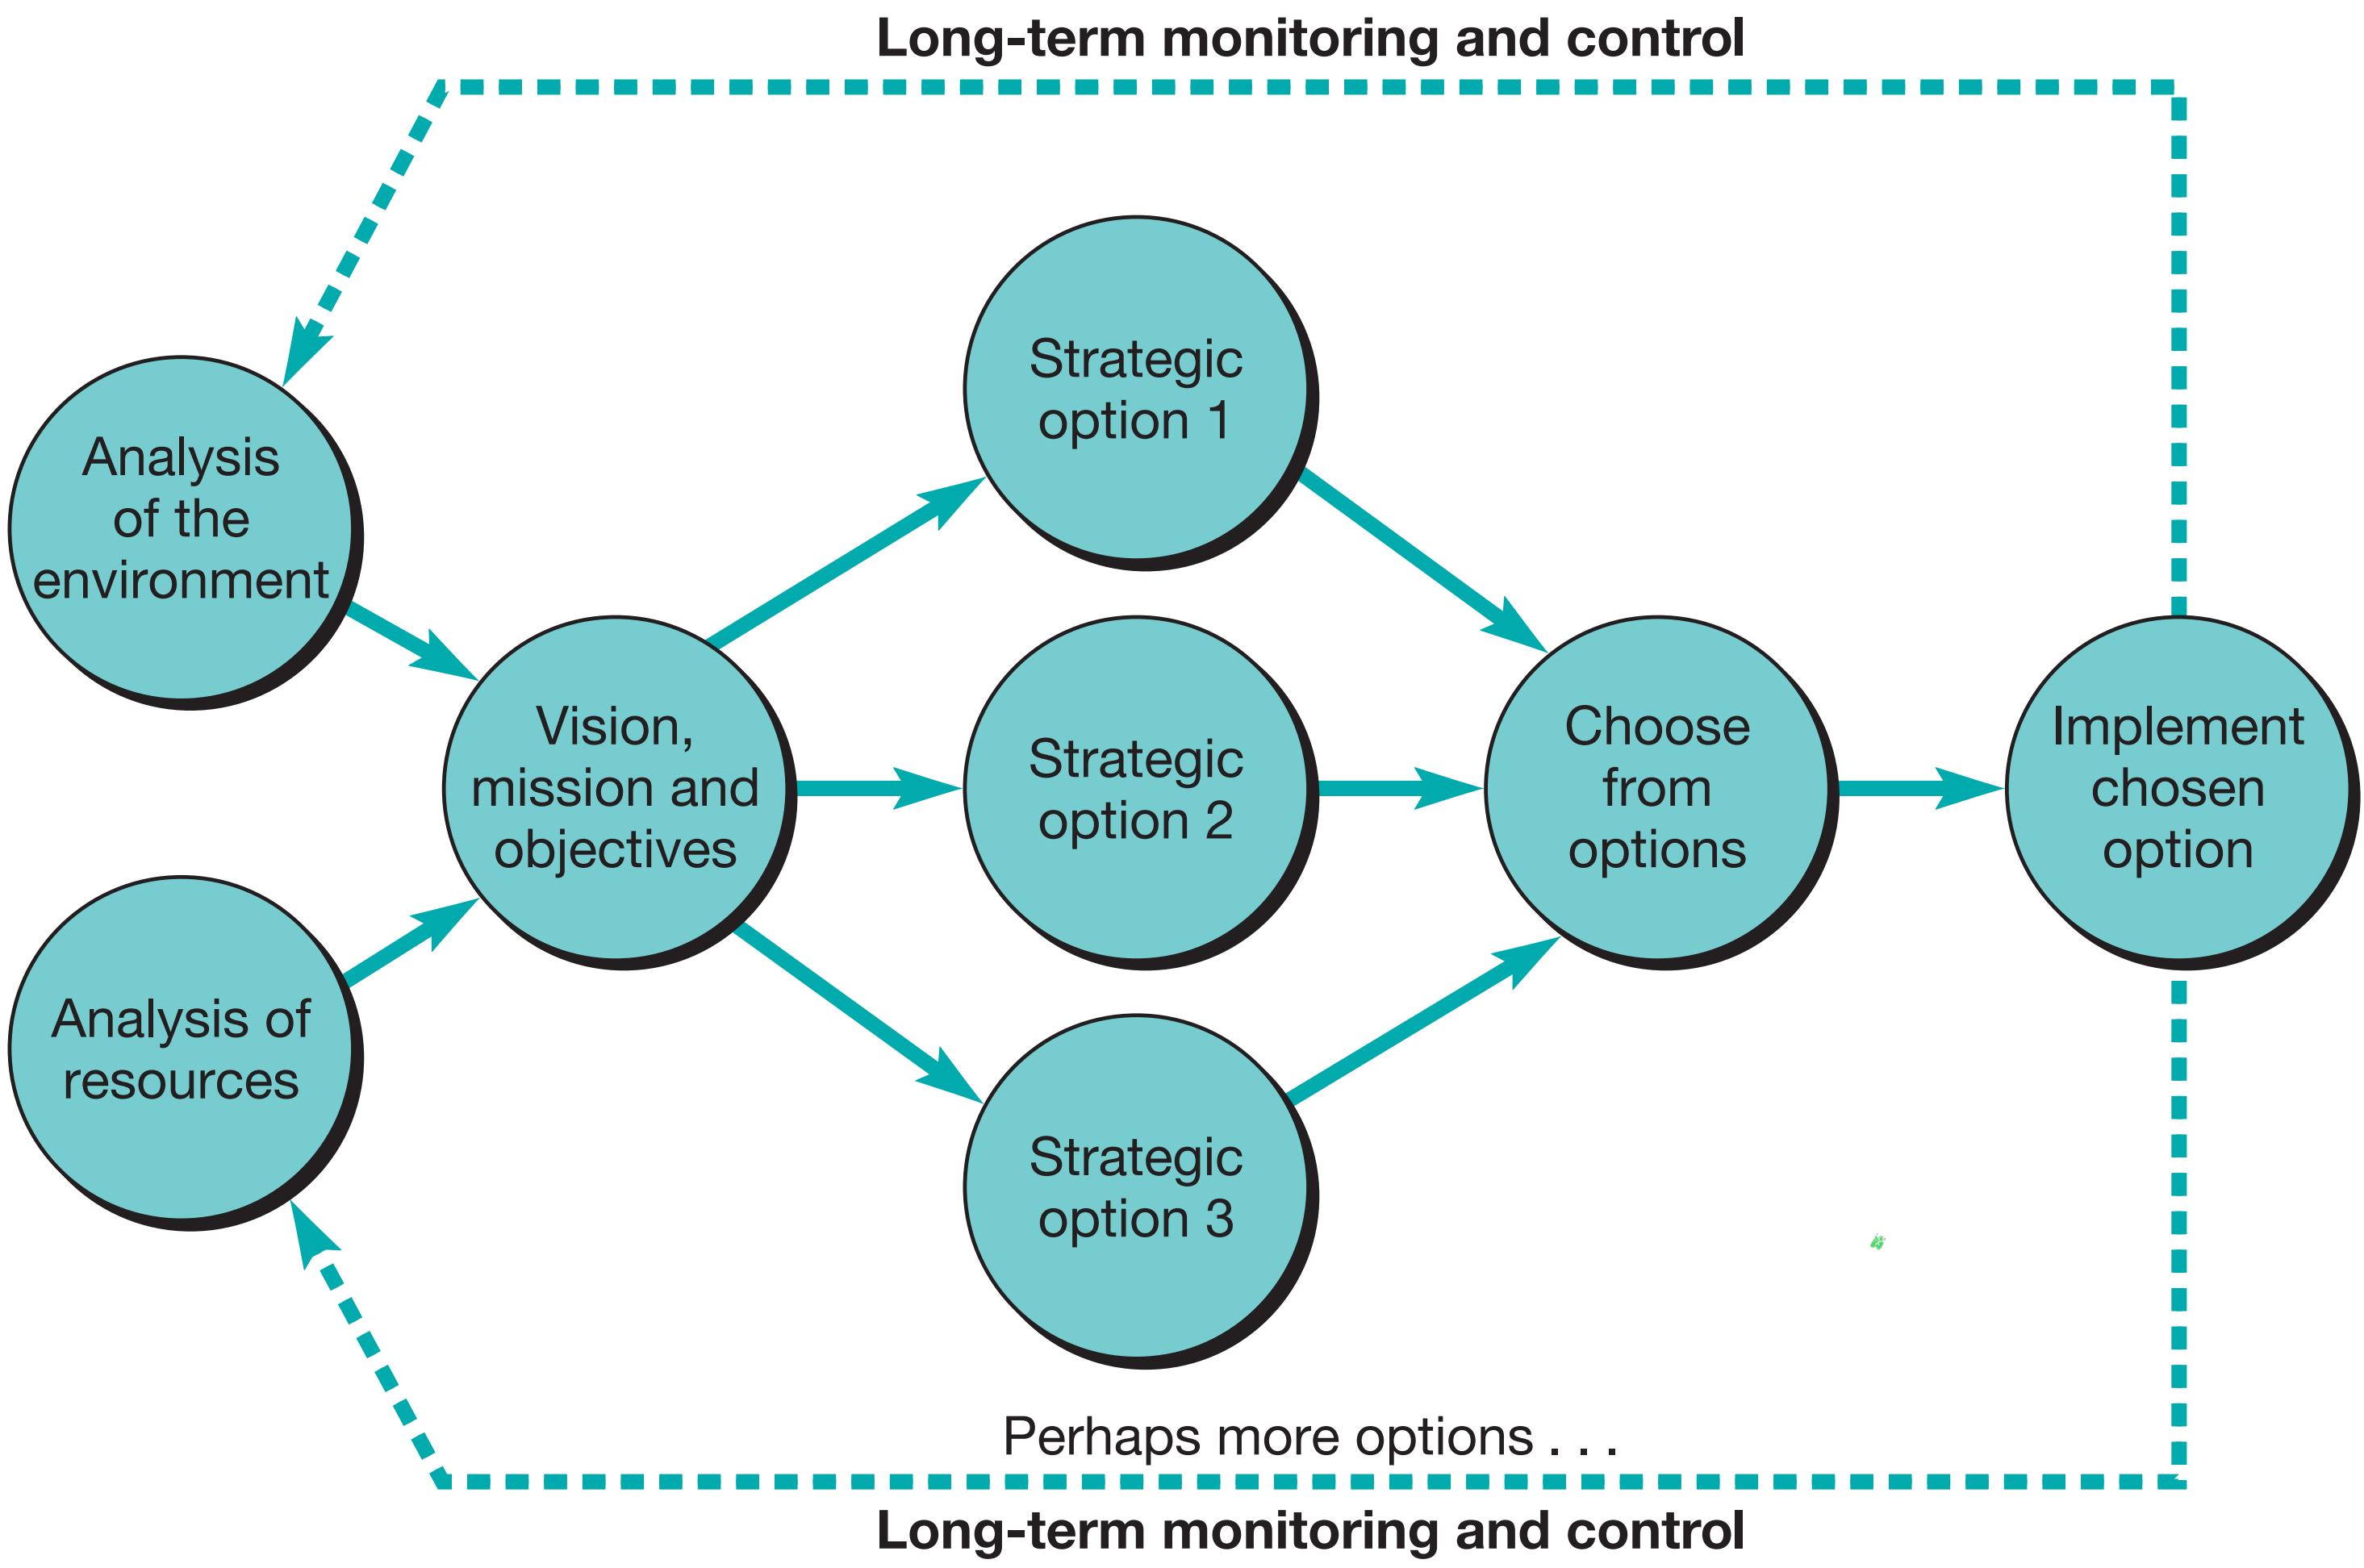 Long-term monitoring and control
Analysis
of the
environment
Analysis of
resources
Vision,
mission and
objectives
Strategic
option 1
Strategic
option 2
Strategic
option 3
Perhaps more options . . .
Choose
from
options
Implement
chosen
option
Long-term monitoring and control